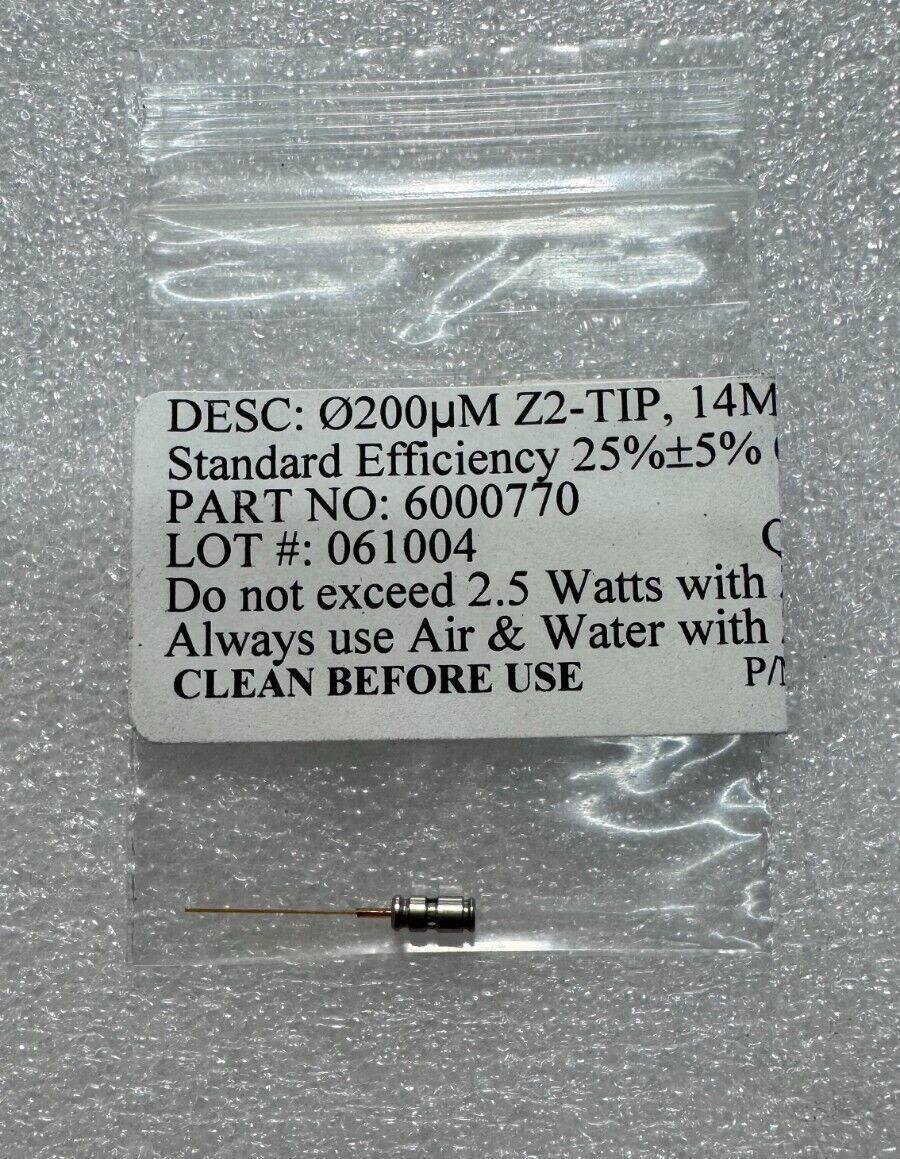 DESC: Ø200µM Z2-TIP, 14M
Standard Efficiency 25%±5%
PART NO: 6000770
LOT #: 061004
Do not exceed 2.5 Watts with
Always use Air & Water with
CLEAN BEFORE USE